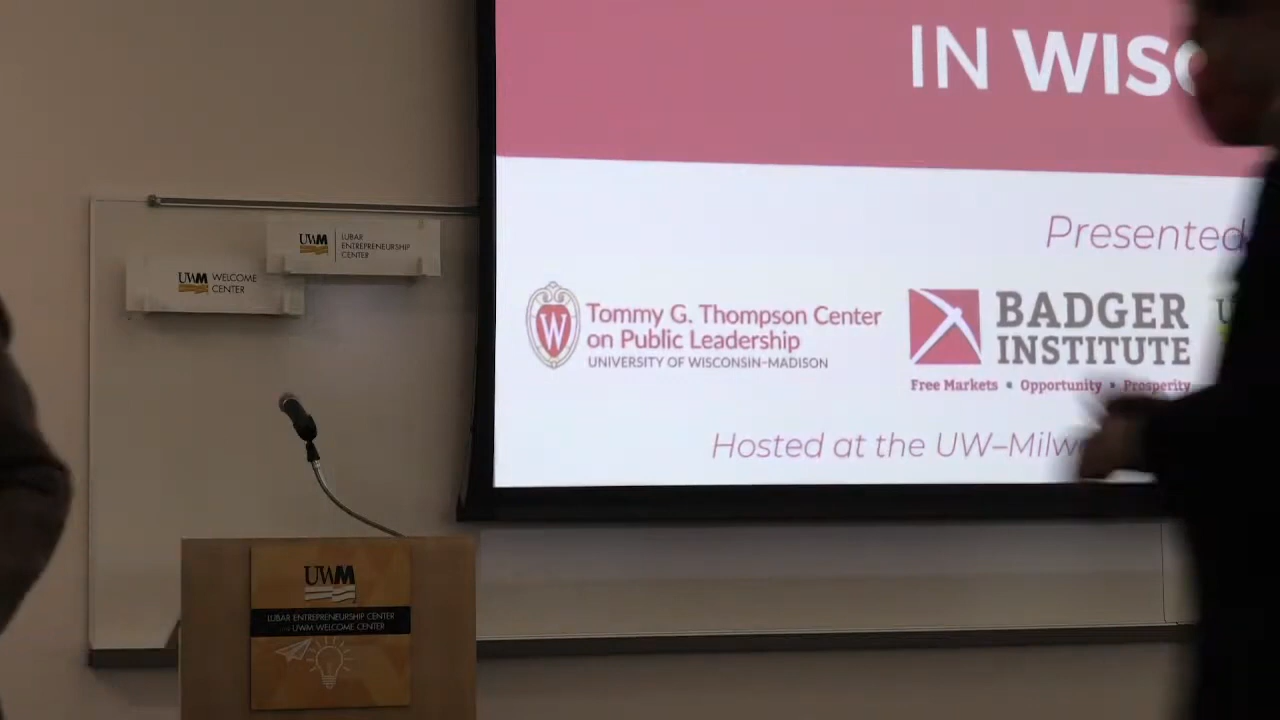 IN WISC
Presented
W
Tommy G. Thompson Center
on Public Leadership
UNIVERSITY OF WISCONSIN–MADISON
BADGER
INSTITUTE
Free Markets • Opportunity • Prosperity
Hosted at the UW–Milw
UWM
LUBAR
ENTREPRENEURSHIP
CENTER
UWM
WELCOME
CENTER
UWM
LUBAR ENTREPRENEURSHIP CENTER
UWM WELCOME CENTER